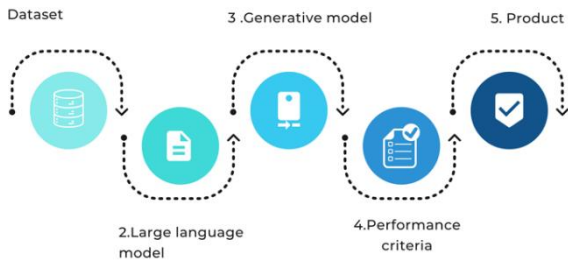 Dataset
3 .Generative model
5. Product
2.Large language
model
4.Performance
criteria